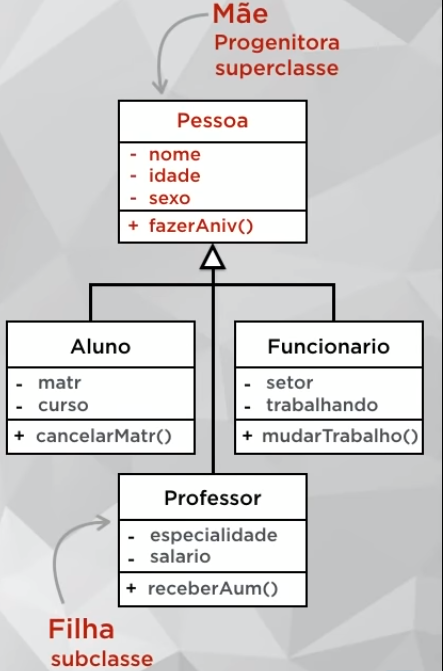 Mãe
Progenitora
superclasse
Pessoa
- nome
- idade
- sexo
+ fazerAniv()
Aluno
- matr
- curso
+ cancelarMatr()
Funcionario
- setor
- trabalhando
+ mudarTrabalho()
Professor
- especialidade
- salario
+ receberAum()
Filha
subclasse